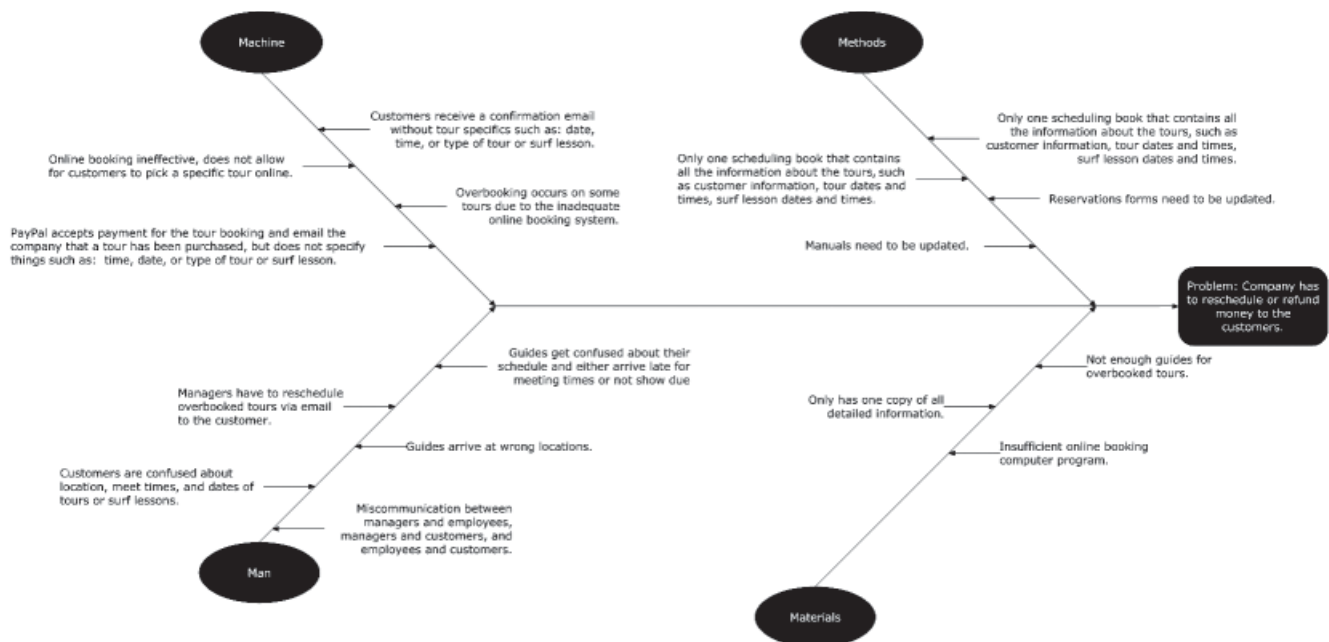 Machine
Customers receive a confirmation email
without tour specifics such as: date,
time, or type of tour or surf lesson.
Online booking ineffective, does not allow
for customers to pick a specific tour online.
Overbooking occurs on some
tours due to the inadequate
online booking system.
PayPal accepts payment for the tour booking and email the
company that a tour has been purchased, but does not specify
things such as: time, date, or type of tour or surf lesson.
Methods
Only one scheduling book that contains all
the information about the tours, such as
customer information, tour dates and times,
surf lesson dates and times.
Only one scheduling book that contains
all the information about the tours, such
as customer information, tour dates and
times, surf lesson dates and times.
Reservations forms need to be updated.
Manuals need to be updated.
Problem: Company has
to reschedule or refund
money to the
customers.
Guides get confused about their
schedule and either arrive late for
meeting times or not show due
Managers have to reschedule
overbooked tours via email
to the customer.
Guides arrive at wrong locations.
Customers are confused about
location, meet times, and dates of
tours or surf lessons.
Miscommunication between
managers and employees,
managers and customers, and
employees and customers.
Man
Not enough guides for
overbooked tours.
Only has one copy of all
detailed information.
Insufficient online booking
computer program.
Materials